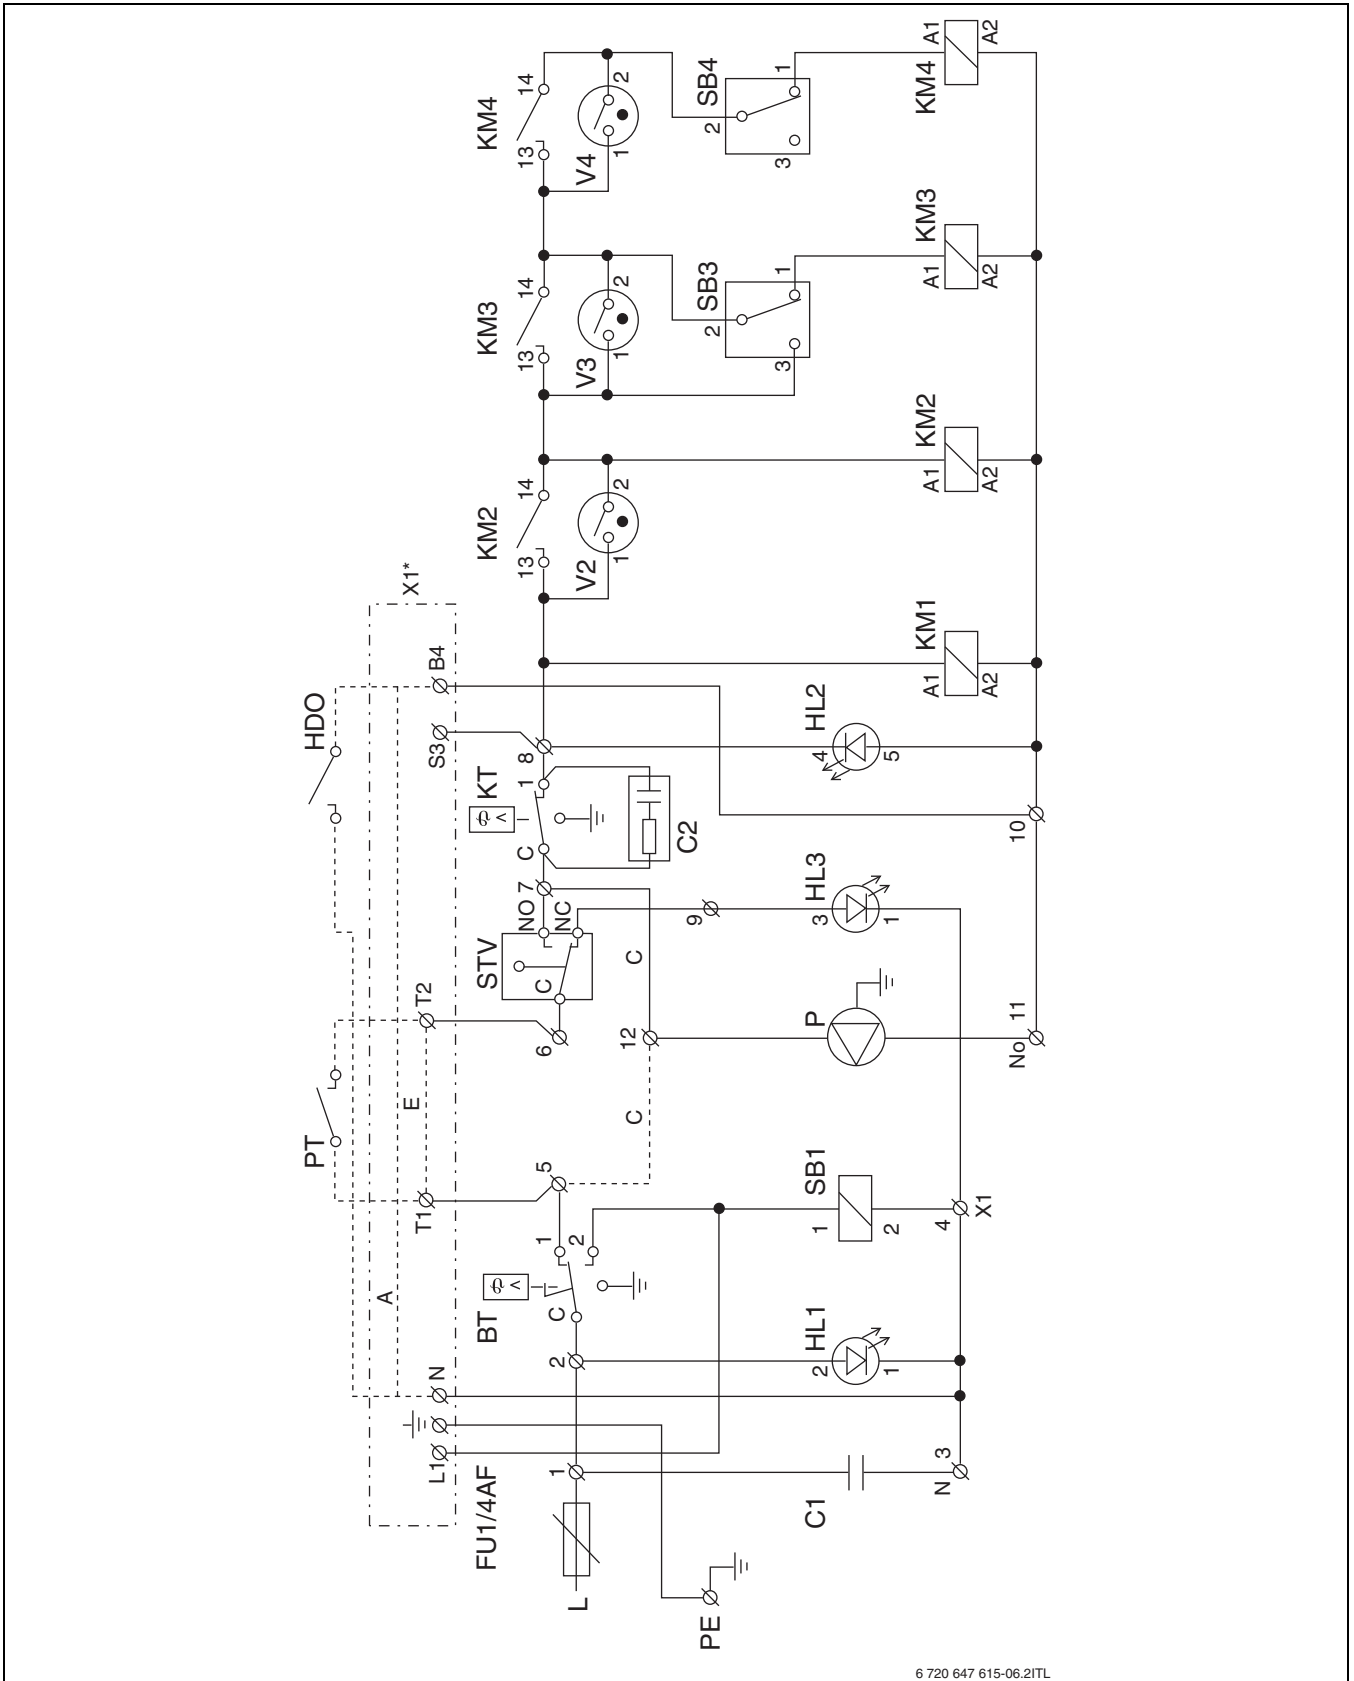 KM4
14
13
2
1
V4
SB4
1
2
3
A1
A2
KM4
KM3
14
13
2
1
V3
SB3
1
2
3
KM3
A1
A2
KM2
14
13
2
1
V2
KM2
A1
A2
X1*
KM1
A1
A2
HDO
B4
S3
8
KT
1
C
ϑ
v
C2
HL2
4
5
10
7
NO
NC
STV
C
9
C
HL3
3
1
T2
6
12
P
11
No
PT
E
T1
5
C
SB1
1
2
4
X1
A
BT
1
2
C
ϑ
v
N
2
HL1
2
1
L1
1
C1
N
3
FU1/4AF
L
PE
6 720 647 615-06.2ITL